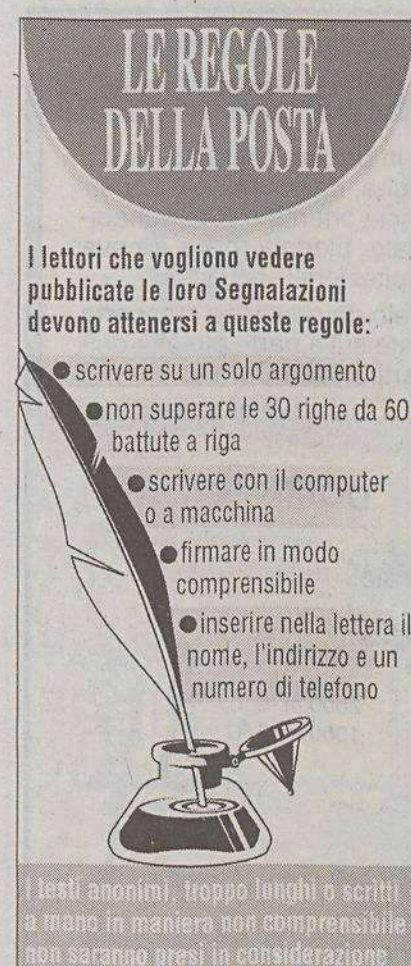 LE REGOLE
DELLA POSTA
I lettori che vogliono vedere
pubblicate le loro Segnalazioni
devono attenersi a queste regole:
● scrivere su un solo argomento
● non superare le 30 righe da 60
battute a riga
● scrivere con il computer
o a macchina
● firmare in modo
comprensibile
● inserire nella lettera il
nome, l'indirizzo e un
numero di telefono
I testi anonimi, troppo lunghi o scritti
a mano in maniera non comprensibile
non saranno presi in considerazione